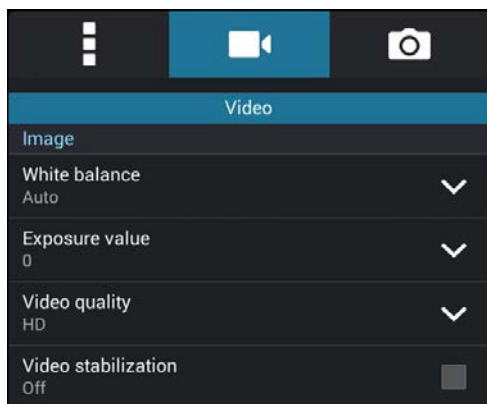 Video
Image
White balance
Auto
Exposure value
0
Video quality
HD
Video stabilization
Off